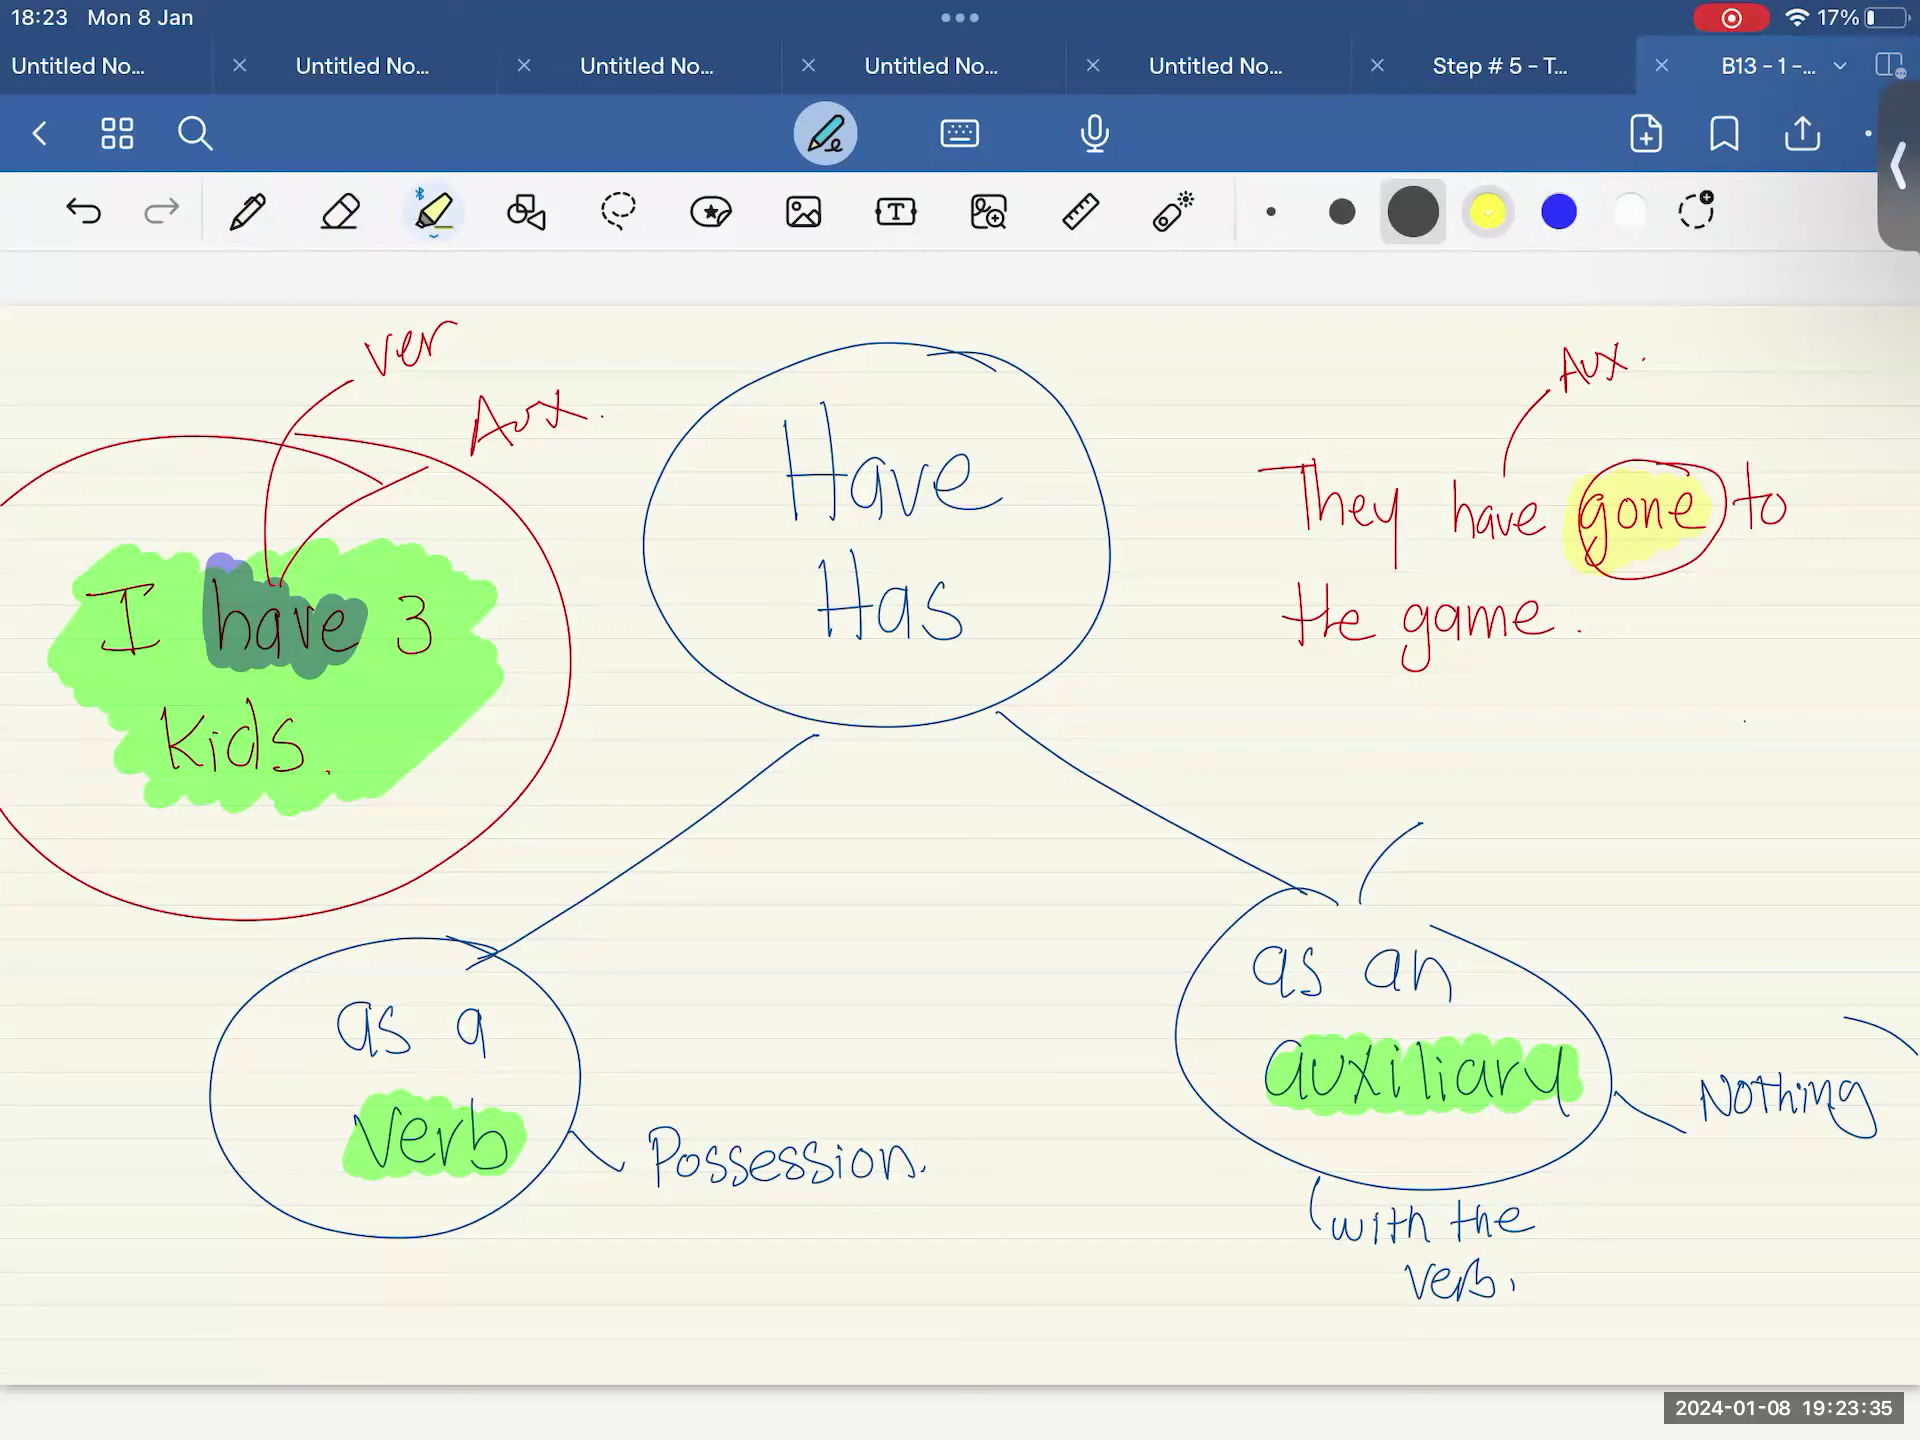 18:23 Mon 8 Jan
17%
Untitled No...
Untitled No...
Untitled No...
Untitled No...
Untitled No...
Step # 5 - T...
B13 - 1 -...
ver
Aux.
I have 3
kids.
Have
Has
Aux.
They have gone to
the game.
as a
verb
Possession.
as an
auxiliary
Nothing
with the
verb.
2024-01-08 19:23:35